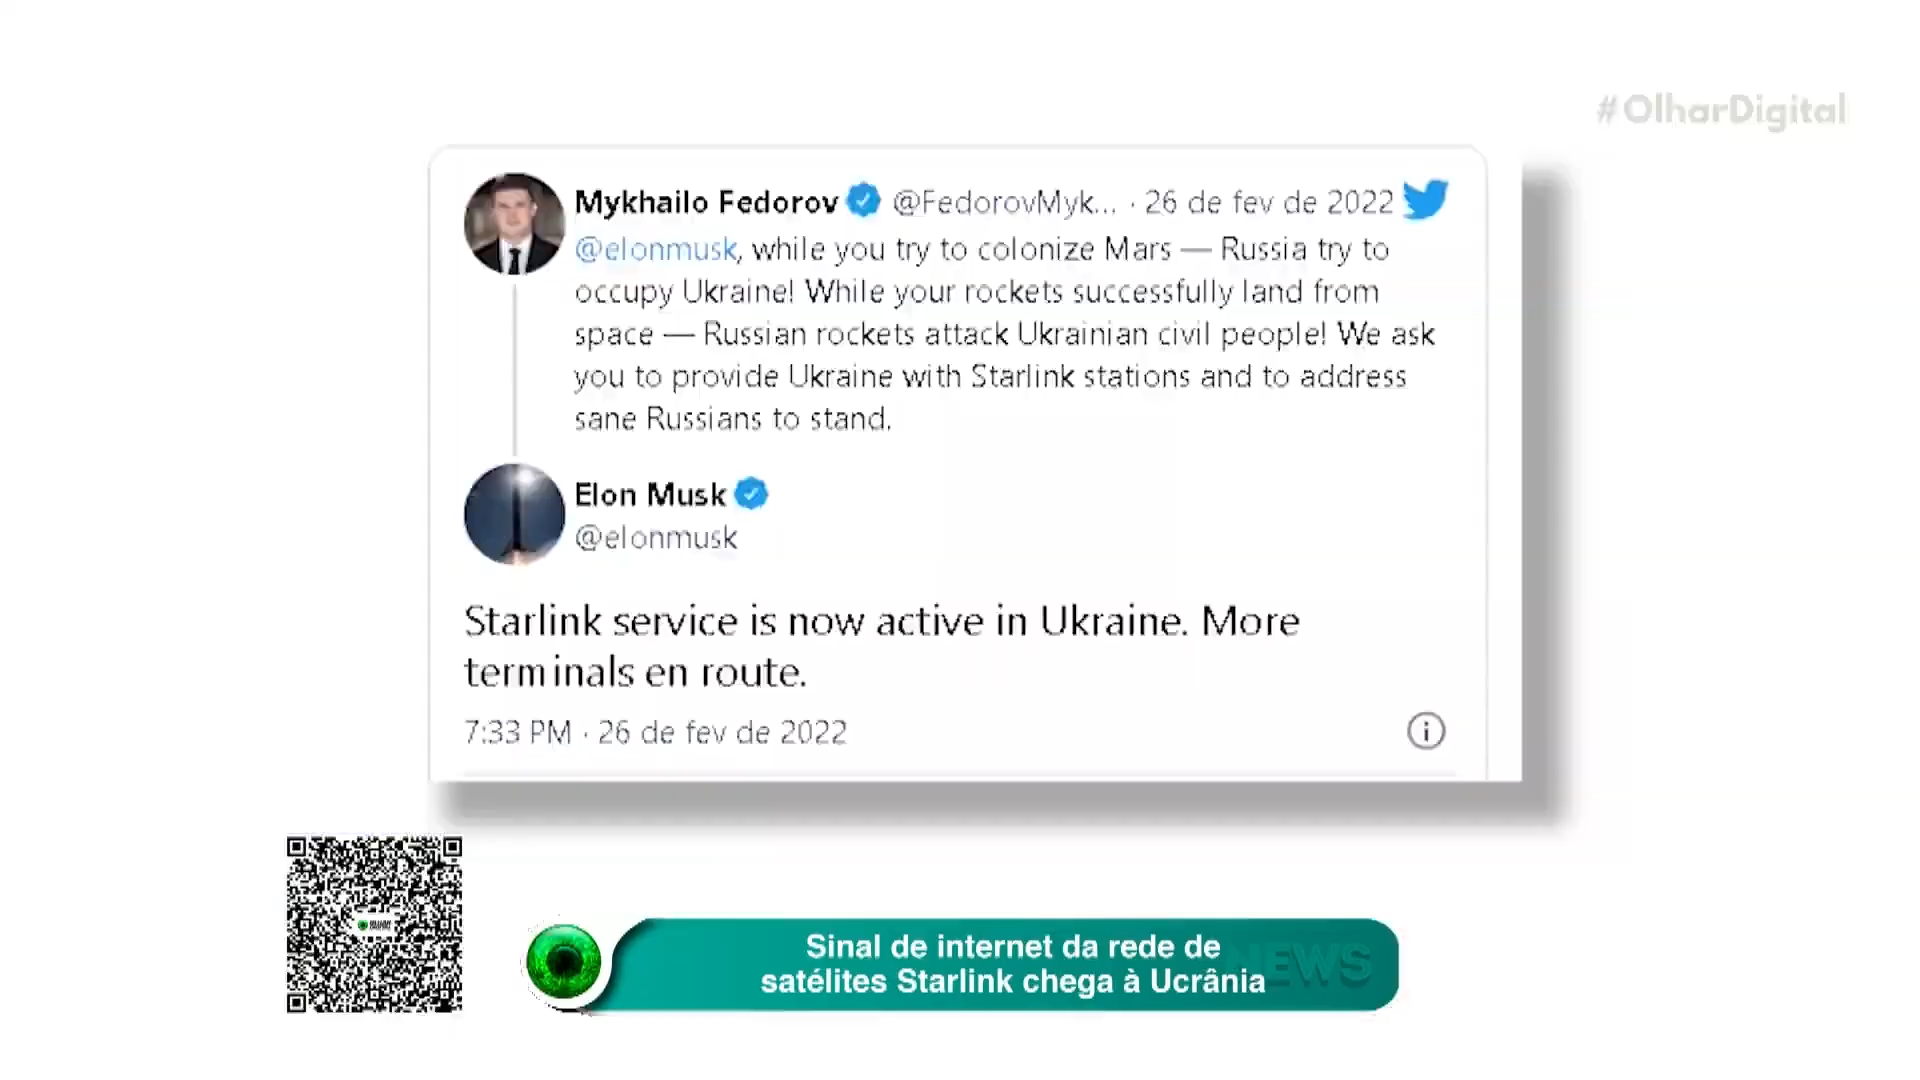 #OlharDigital
Mykhailo Fedorov @FedorovMyk... · 26 de fev de 2022
@elonmusk, while you try to colonize Mars — Russia try to
occupy Ukraine! While your rockets successfully land from
space — Russian rockets attack Ukrainian civil people! We ask
you to provide Ukraine with Starlink stations and to address
sane Russians to stand.
Elon Musk
@elonmusk
Starlink service is now active in Ukraine. More
terminals en route.
7:33 PM · 26 de fev de 2022
Sinal de internet da rede de
satélites Starlink chega à Ucrânia
NEWS